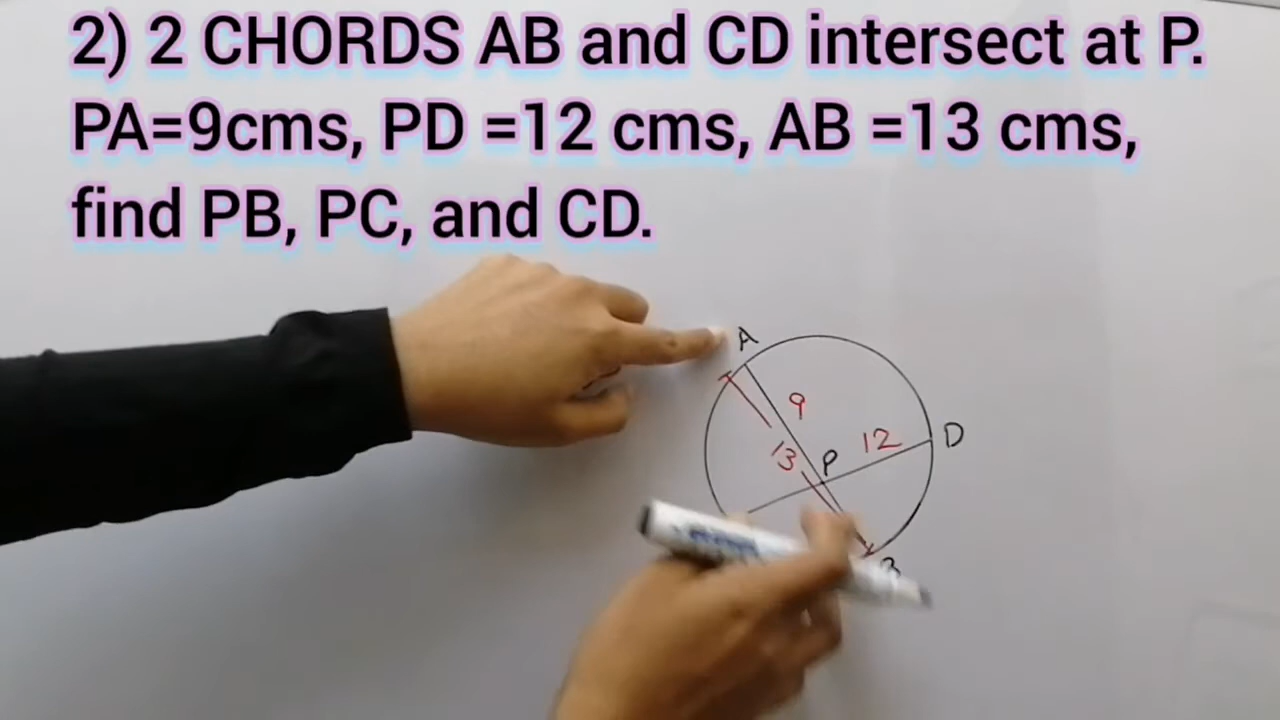 2) 2 CHORDS AB and CD intersect at P.
PA=9cms, PD =12 cms, AB =13 cms,
find PB, PC, and CD.
A
9
13
P
12
D
B